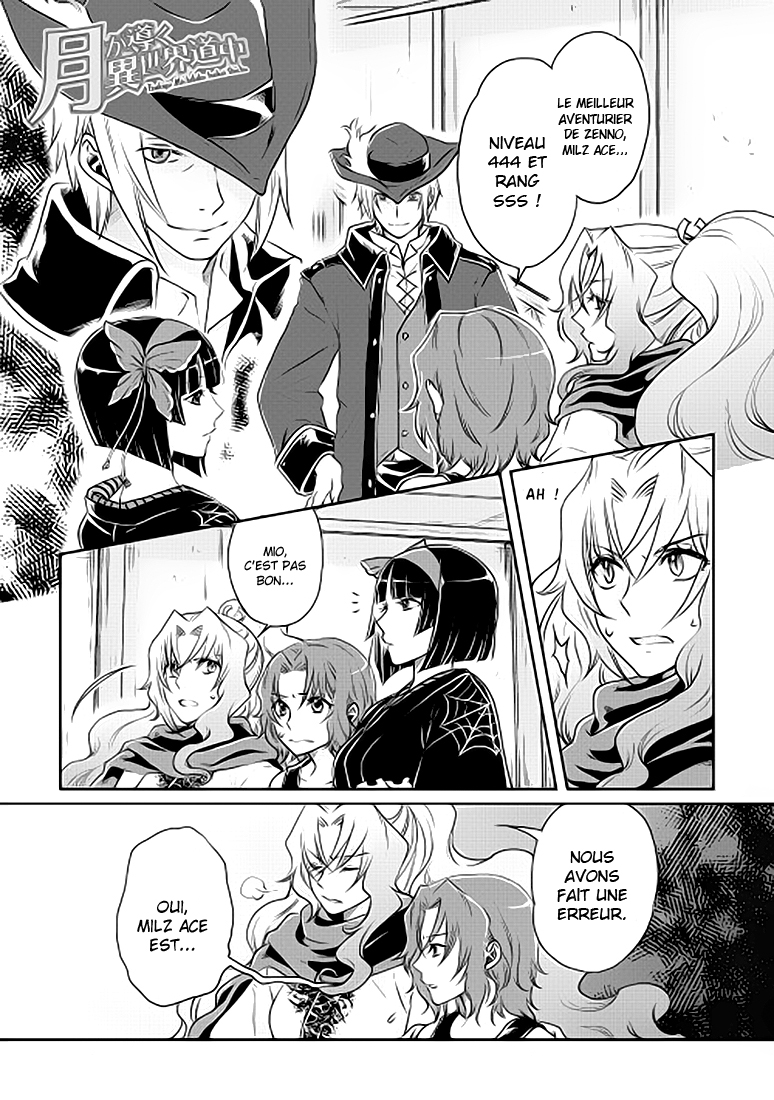 月が導く
異世界道中
LE MEILLEUR
AVENTURIER
DE ZENNO,
MILZ ACE...
NIVEAU
444 ET
RANG
SSS !
AH !
MIO,
C'EST PAS
BON...
NOUS
AVONS
FAIT UNE
ERREUR.
OUI,
MILZ ACE
EST...